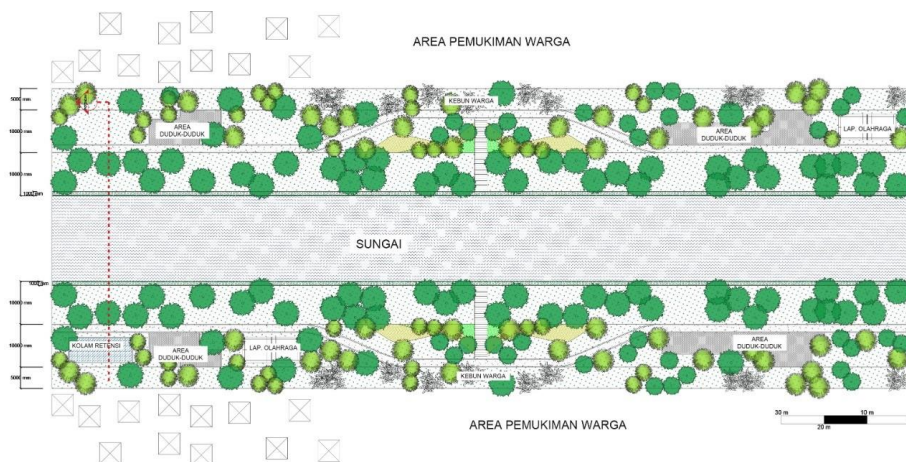 AREA PEMUKIMAN WARGA
5000 mm
KEBUN WARGA
10000 mm
AREA
DUDUK-DUDUK
AREA
DUDUK-DUDUK
LAP. OLAHRAGA
10000 mm
SUNGAI
10000 mm
10000 mm
KOLAM RETENSI
AREA
DUDUK-DUDUK
LAP. OLAHRAGA
AREA
DUDUK-DUDUK
5000 mm
KEBUN WARGA
AREA PEMUKIMAN WARGA
30 m
10 m
20 m